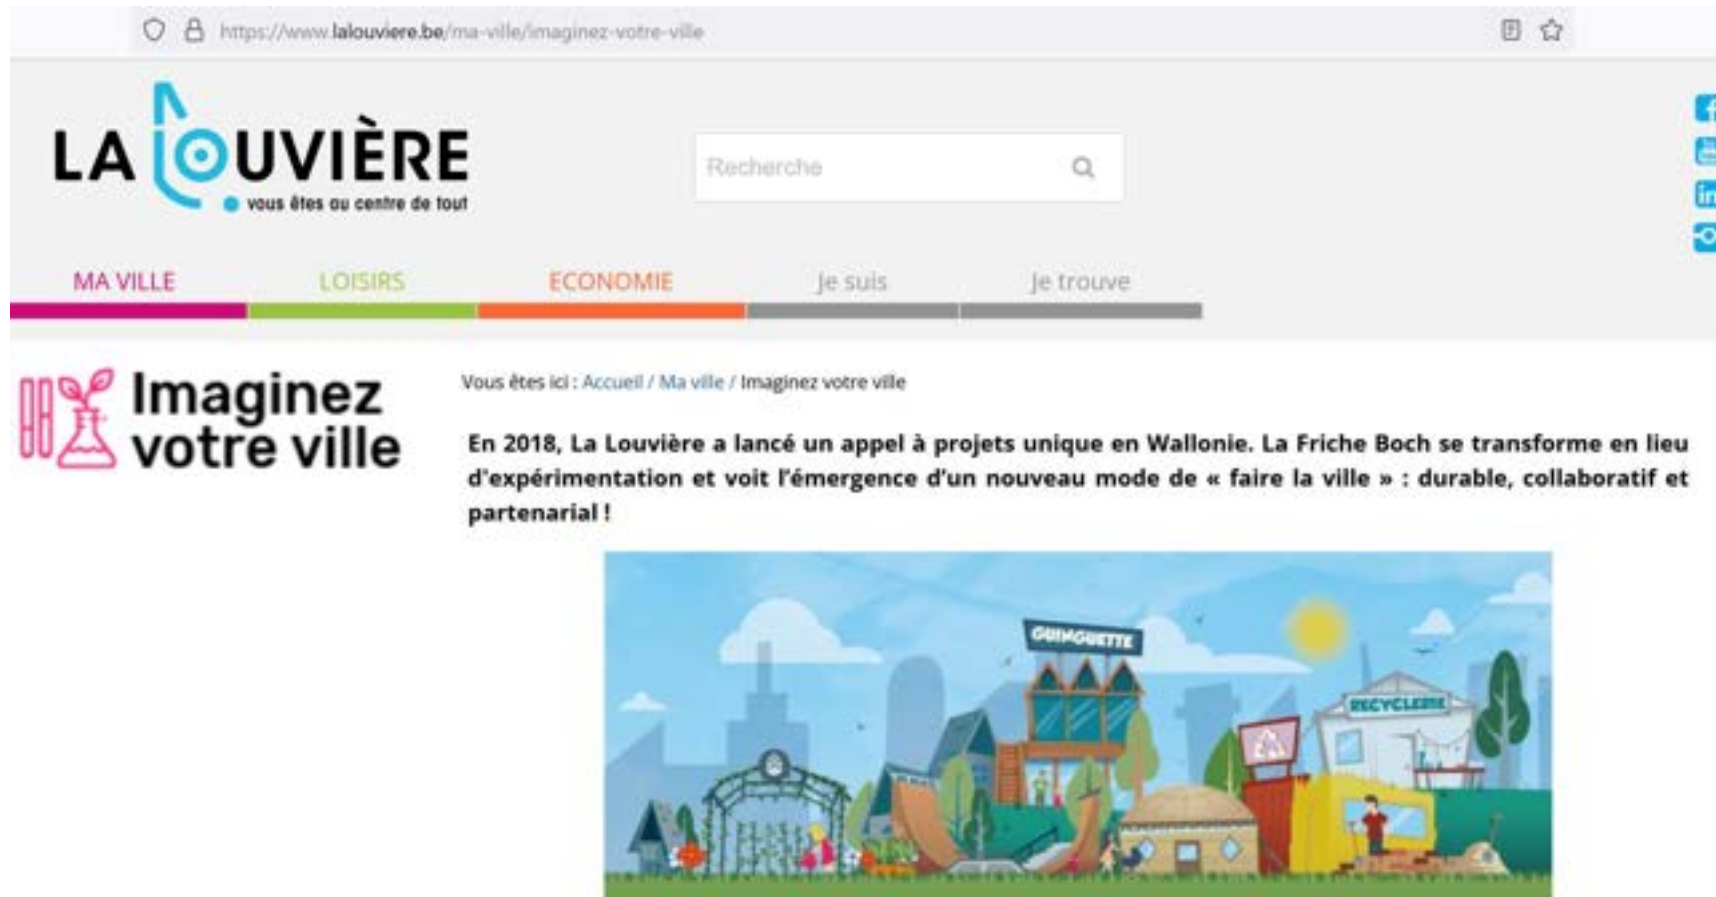 https://www.lalouviere.be/ma-ville/imaginez-votre-ville
LA LOUVIÈRE
vous êtes au centre de tout
Recherche
MA VILLE LOISIRS ECONOMIE Je suis Je trouve
Imaginez
votre ville
Vous êtes ici : Accueil / Ma ville / Imaginez votre ville
En 2018, La Louvière a lancé un appel à projets unique en Wallonie. La Friche Boch se transforme en lieu
d'expérimentation et voit l'émergence d'un nouveau mode de « faire la ville » : durable, collaboratif et
partenarial !
GUINGUETTE
RECYCLERIE